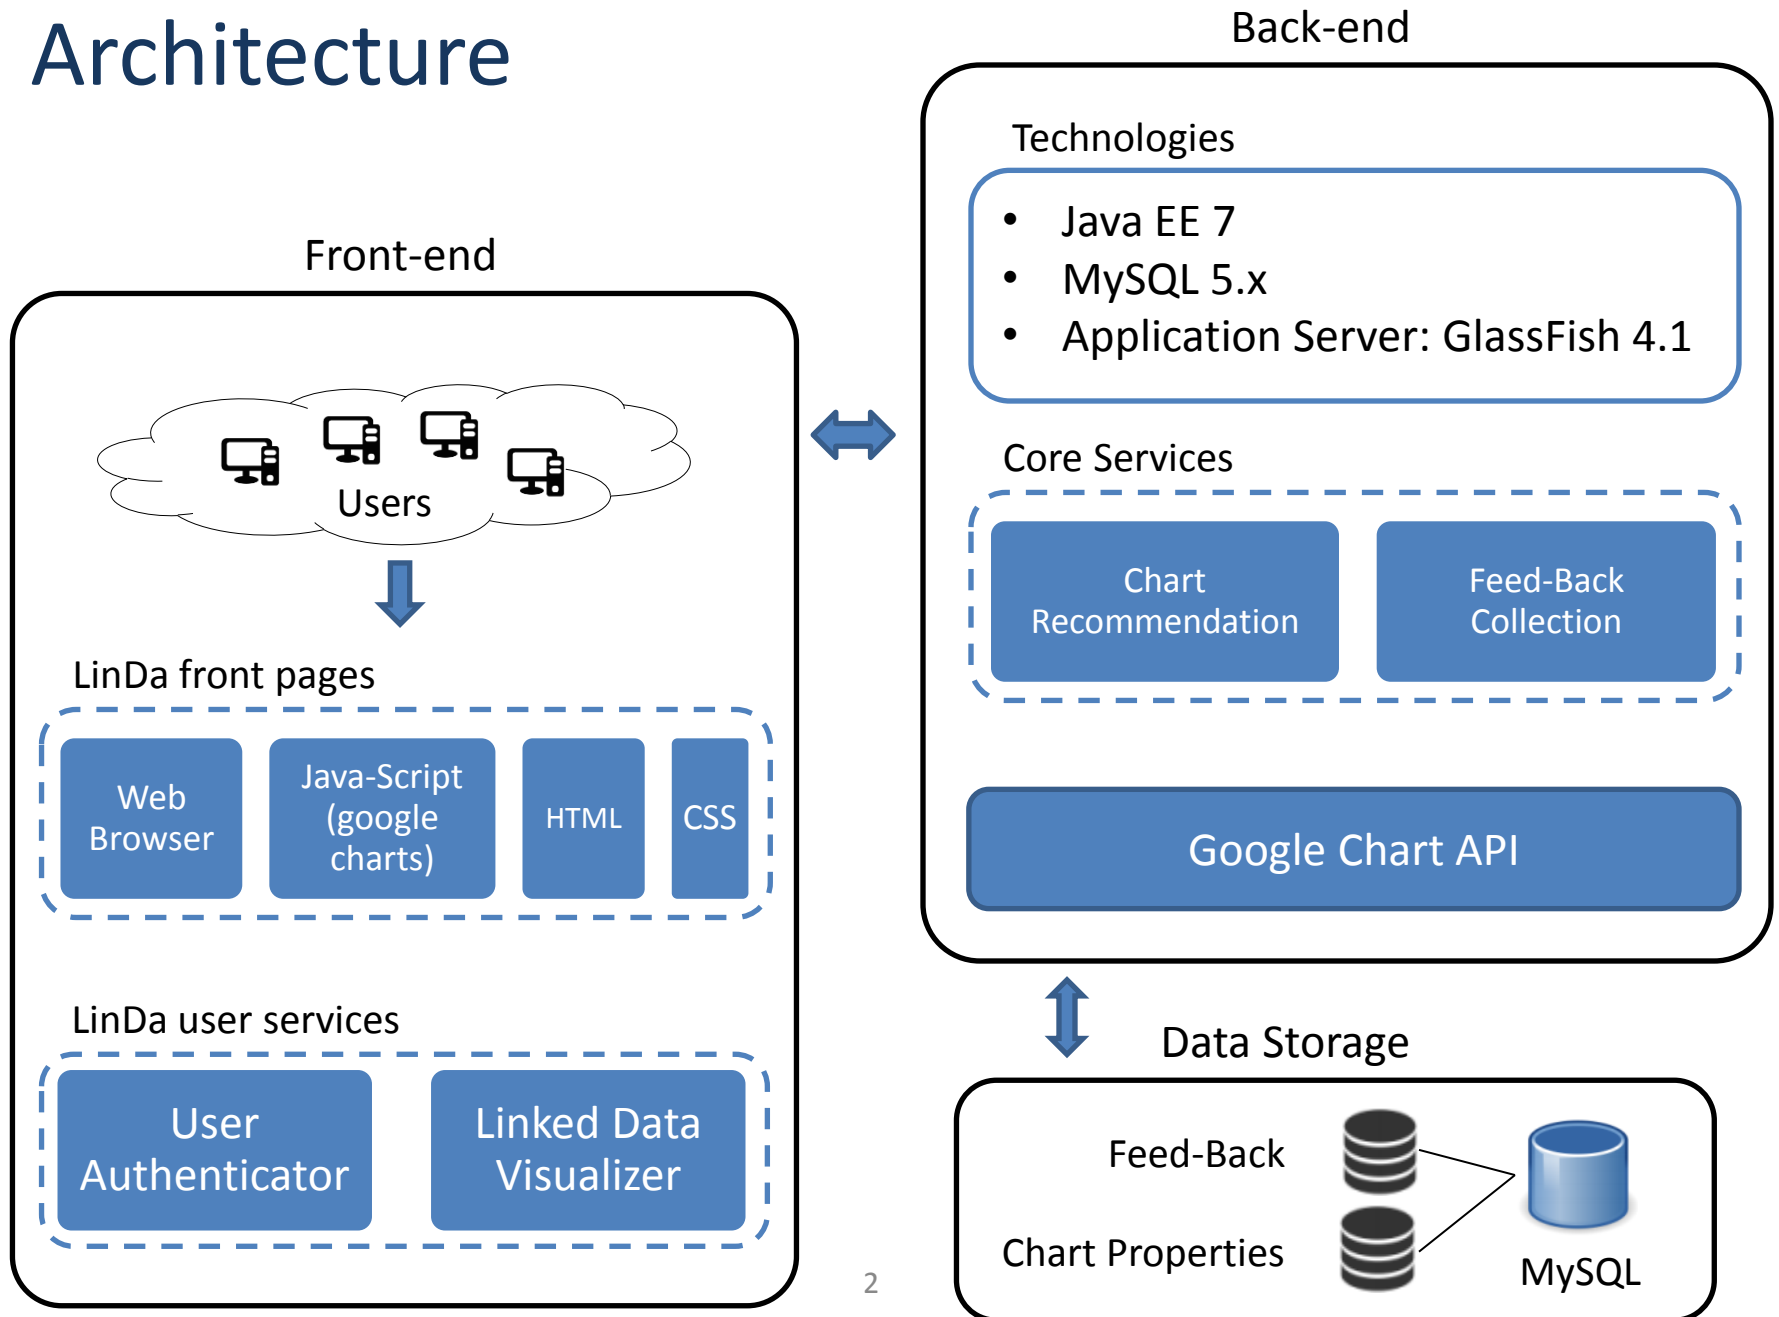 Architecture
Front-end
Users
LinDa front pages
Web
Browser
Java-Script
(google
charts)
HTML
CSS
LinDa user services
User
Authenticator
Linked Data
Visualizer
Back-end
Technologies
• Java EE 7
• MySQL 5.x
• Application Server: GlassFish 4.1
Core Services
Chart
Recommendation
Feed-Back
Collection
Google Chart API
Data Storage
Feed-Back
Chart Properties
MySQL
2